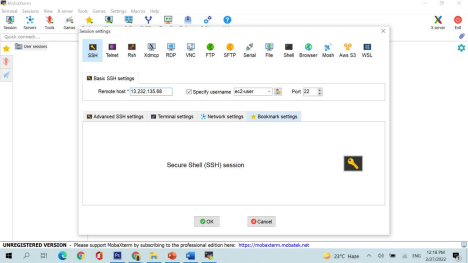 MobaXterm
Terminal Sessions View X server Tools Games Settings Macros Help
Session Servers Tools Games
X server Exit
Quick connect...
User sessions
Session settings
SSH Telnet Rsh Xdmcp RDP VNC FTP SFTP Serial File Shell Browser Mosh Aws S3 WSL
Basic SSH settings
Remote host * 13.232.135.66 Specify username ec2-user Port 22
Advanced SSH settings Terminal settings Network settings Bookmark settings
Secure Shell (SSH) session
OK Cancel
UNREGISTERED VERSION - Please support MobaXterm by subscribing to the professional edition here: https://mobaxterm.mobatek.net
23°C Haze ENG 12:19 PM
2/27/2022